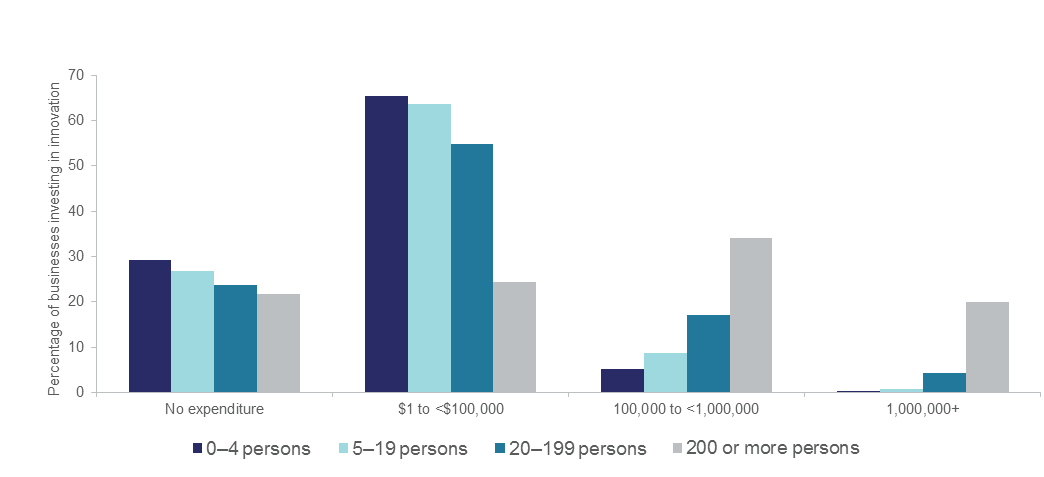 Percentage of businesses investing in innovation
70
60
50
40
30
20
10
0
No expenditure
$1 to <$100,000
100,000 to <1,000,000
1,000,000+
0–4 persons
5–19 persons
20–199 persons
200 or more persons